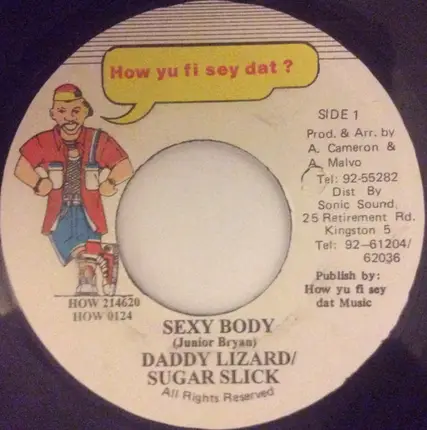 How yu fi sey dat ?
SIDE 1
Prod. & Arr. by
A. Cameron &
A. Malvo
Tel: 92-55282
Dist By
Sonic Sound
25 Retirement Rd.
Kingston 5
Tel: 92-61204/
62036
Publish by:
How yu fi sey
dat Music
HOW 214620
HOW 0124
SEXY BODY
(Junior Bryan)
DADDY LIZARD/
SUGAR SLICK
All Rights Reserved